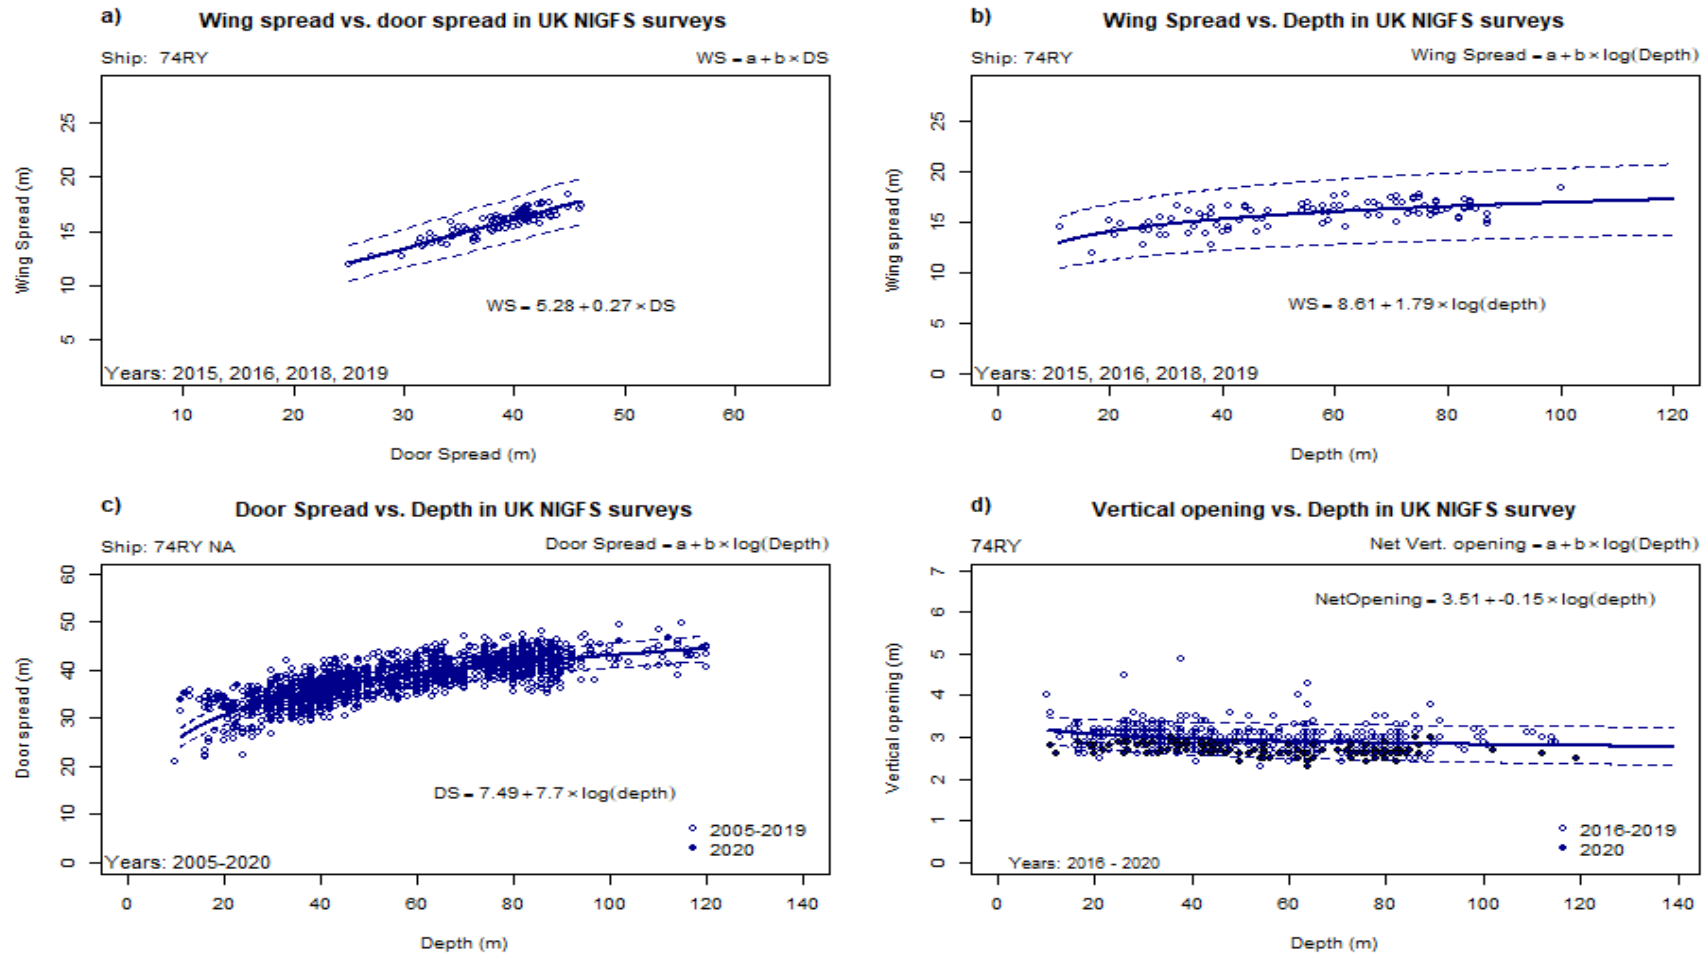 a) Wing spread vs. door spread in UK NIGFS surveys
Ship: 74RY WS = a + b × DS
Wing Spread (m)
25
20
15
10
5
WS = 5.28 + 0.27 × DS
Years: 2015, 2016, 2018, 2019
10 20 30 40 50 60
Door Spread (m)
b) Wing Spread vs. Depth in UK NIGFS surveys
Ship: 74RY Wing Spread = a + b × log(Depth)
Wing spread (m)
25
20
15
10
5
0
WS = 8.61 + 1.79 × log(depth)
Years: 2015, 2016, 2018, 2019
0 20 40 60 80 100 120
Depth (m)
c) Door Spread vs. Depth in UK NIGFS surveys
Ship: 74RY NA Door Spread = a + b × log(Depth)
Door spread (m)
60
50
40
30
20
10
0
DS = 7.49 + 7.7 × log(depth)
2005-2019
2020
Years: 2005-2020
0 20 40 60 80 100 120 140
Depth (m)
d) Vertical opening vs. Depth in UK NIGFS survey
74RY Net Vert. opening = a + b × log(Depth)
Vertical opening (m)
7
6
5
4
3
2
1
0
NetOpening = 3.51 + -0.15 × log(depth)
2016-2019
2020
Years: 2016 - 2020
0 20 40 60 80 100 120 140
Depth (m)